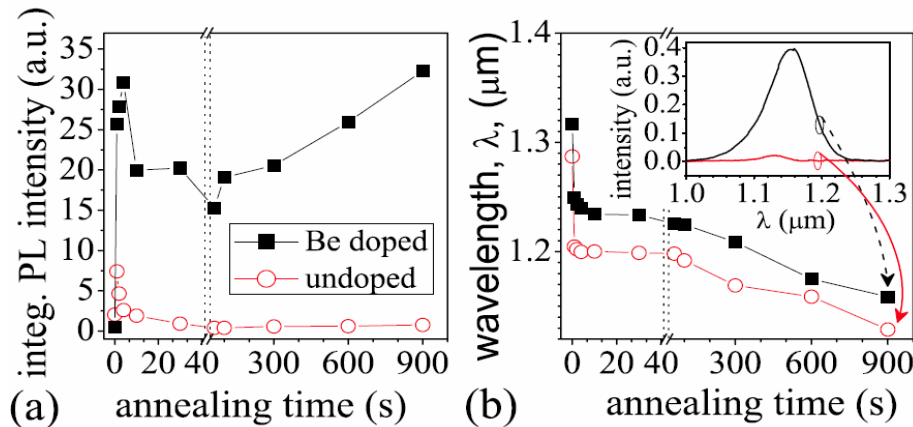 integ. PL intensity (a.u.)
35
30
25
20
15
10
5
0
Be doped
undoped
0 20 40 300 600 900
annealing time (s)
(a)
wavelength, λ, (μm)
1.4
1.3
1.2
intensity (a.u.)
0.4
0.3
0.2
0.1
0.0
1.0 1.1 1.2 1.3
λ (μm)
0 20 40 300 600 900
annealing time (s)
(b)